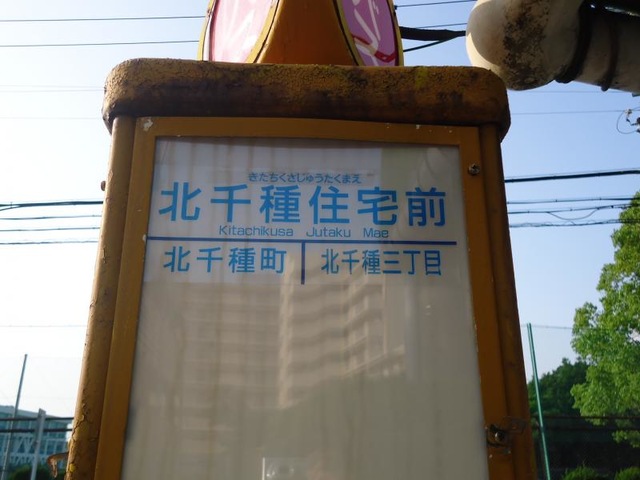 きたちくさじゅうたくまえ
北千種住宅前
Kitachikusa Jutaku Mae
北千種町
北千種三丁目